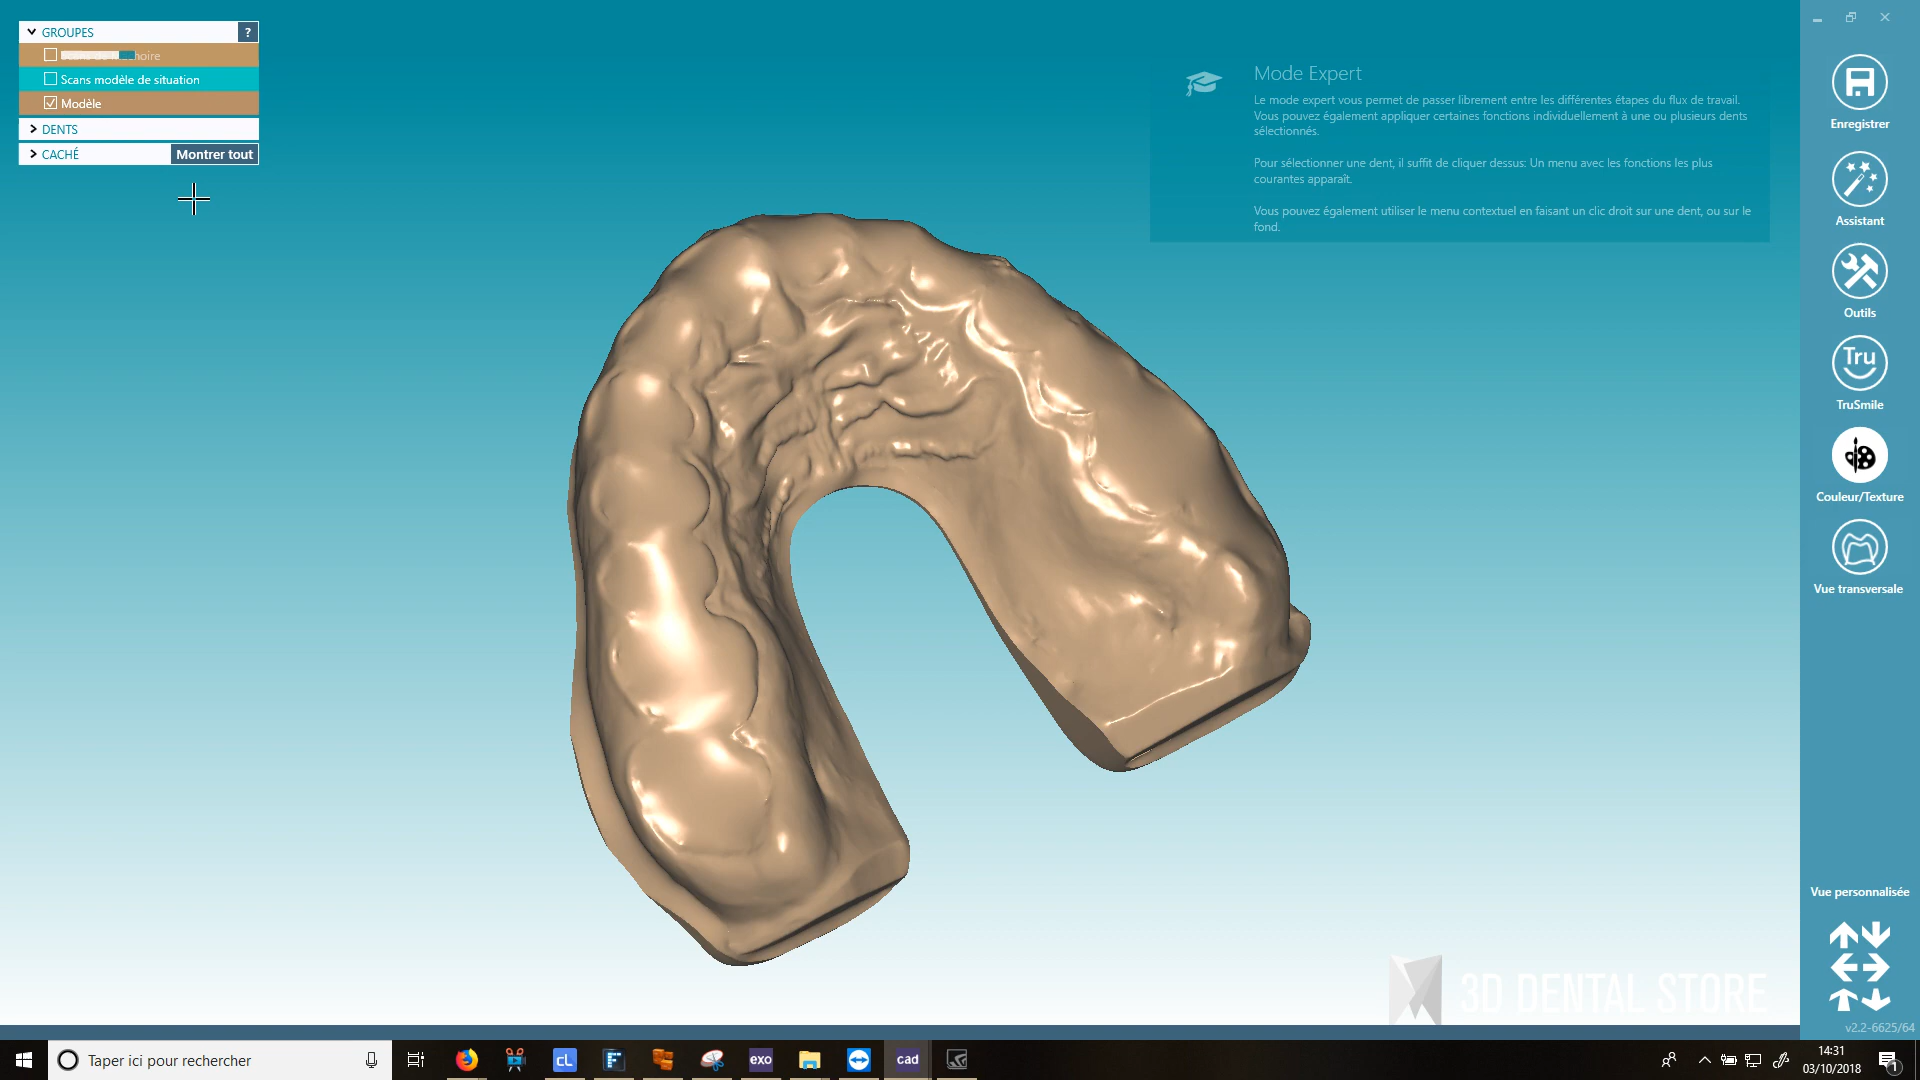 GROUPES
?
Scans modèle de situation
Modèle
DENTS
CACHÉ
Montrer tout
Mode Expert
Le mode expert vous permet de passer librement entre les différentes étapes du flux de travail.
Vous pouvez également appliquer certaines fonctions individuellement à une ou plusieurs dents
sélectionnés.
Pour sélectionner une dent, il suffit de cliquer dessus: Un menu avec les fonctions les plus
courantes apparaît.
Vous pouvez également utiliser le menu contextuel en faisant un clic droit sur une dent, ou sur le
fond.
Enregistrer
Assistant
Outils
Tru
TruSmile
Couleur/Texture
Vue transversale
Vue personnalisée
3D DENTAL STORE
v2.2-6625/64
Taper ici pour rechercher
cL
F
exo
cad
14:31
03/10/2018
1